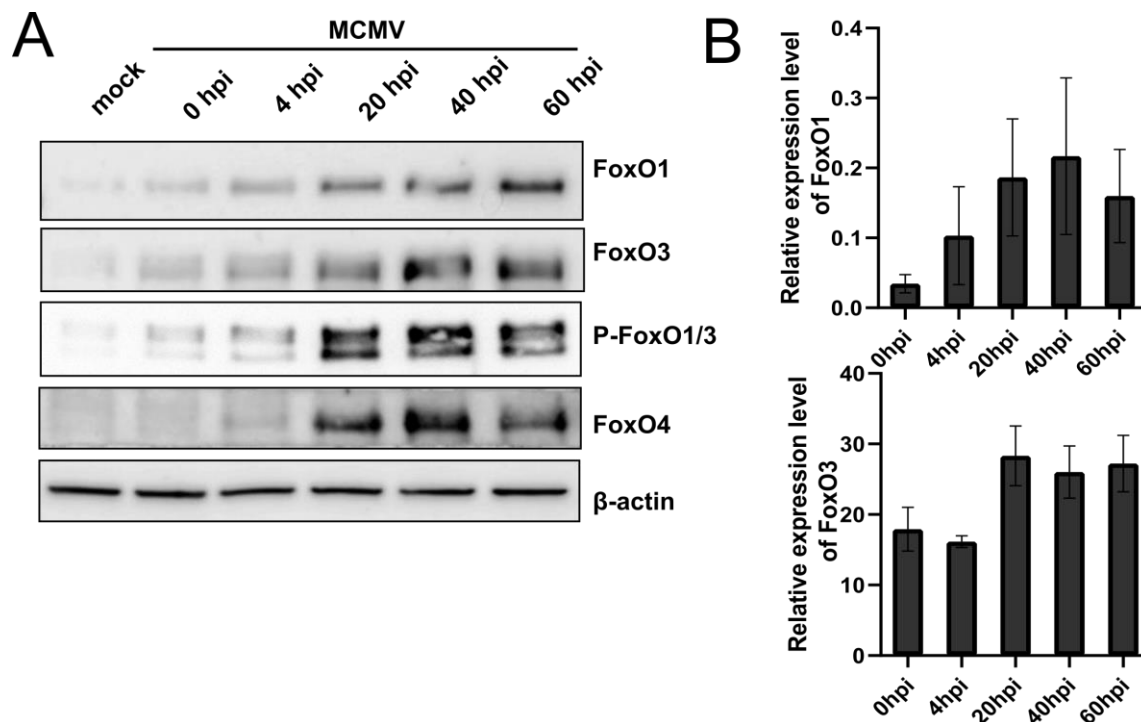 A
MCMV
mock
0 hpi
4 hpi
20 hpi
40 hpi
60 hpi
FoxO1
FoxO3
P-FoxO1/3
FoxO4
β-actin
B
Relative expression level
of FoxO1
0.4
0.3
0.2
0.1
0.0
0hpi
4hpi
20hpi
40hpi
60hpi
Relative expression level
of FoxO3
40
30
20
10
0
0hpi
4hpi
20hpi
40hpi
60hpi